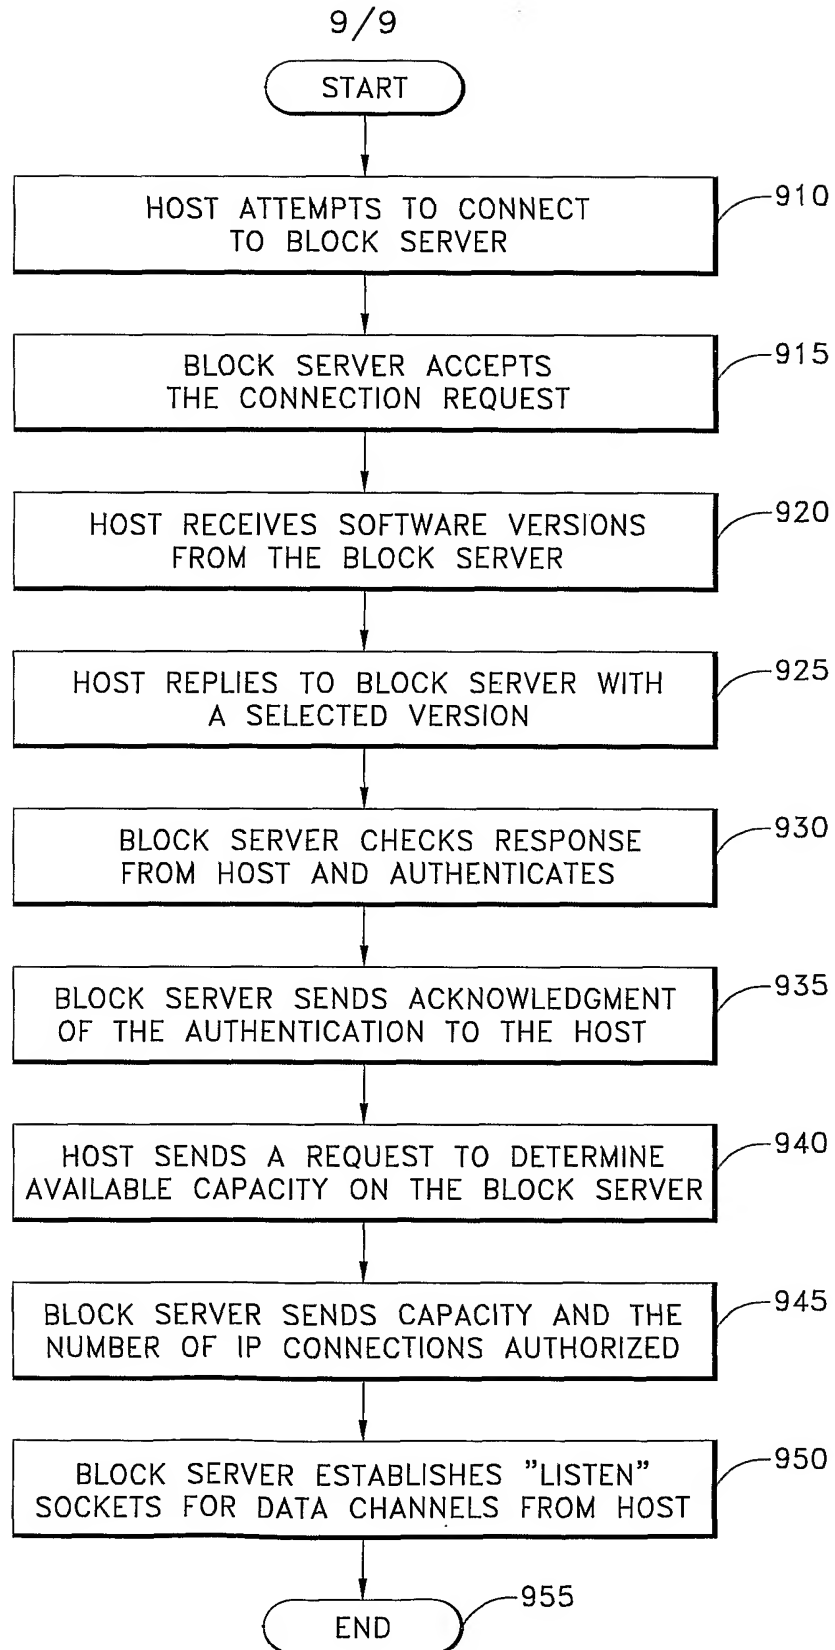 9/9
START
HOST ATTEMPTS TO CONNECT
TO BLOCK SERVER
910
BLOCK SERVER ACCEPTS
THE CONNECTION REQUEST
915
HOST RECEIVES SOFTWARE VERSIONS
FROM THE BLOCK SERVER
920
HOST REPLIES TO BLOCK SERVER WITH
A SELECTED VERSION
925
BLOCK SERVER CHECKS RESPONSE
FROM HOST AND AUTHENTICATES
930
BLOCK SERVER SENDS ACKNOWLEDGMENT
OF THE AUTHENTICATION TO THE HOST
935
HOST SENDS A REQUEST TO DETERMINE
AVAILABLE CAPACITY ON THE BLOCK SERVER
940
BLOCK SERVER SENDS CAPACITY AND THE
NUMBER OF IP CONNECTIONS AUTHORIZED
945
BLOCK SERVER ESTABLISHES "LISTEN"
SOCKETS FOR DATA CHANNELS FROM HOST
950
END
955